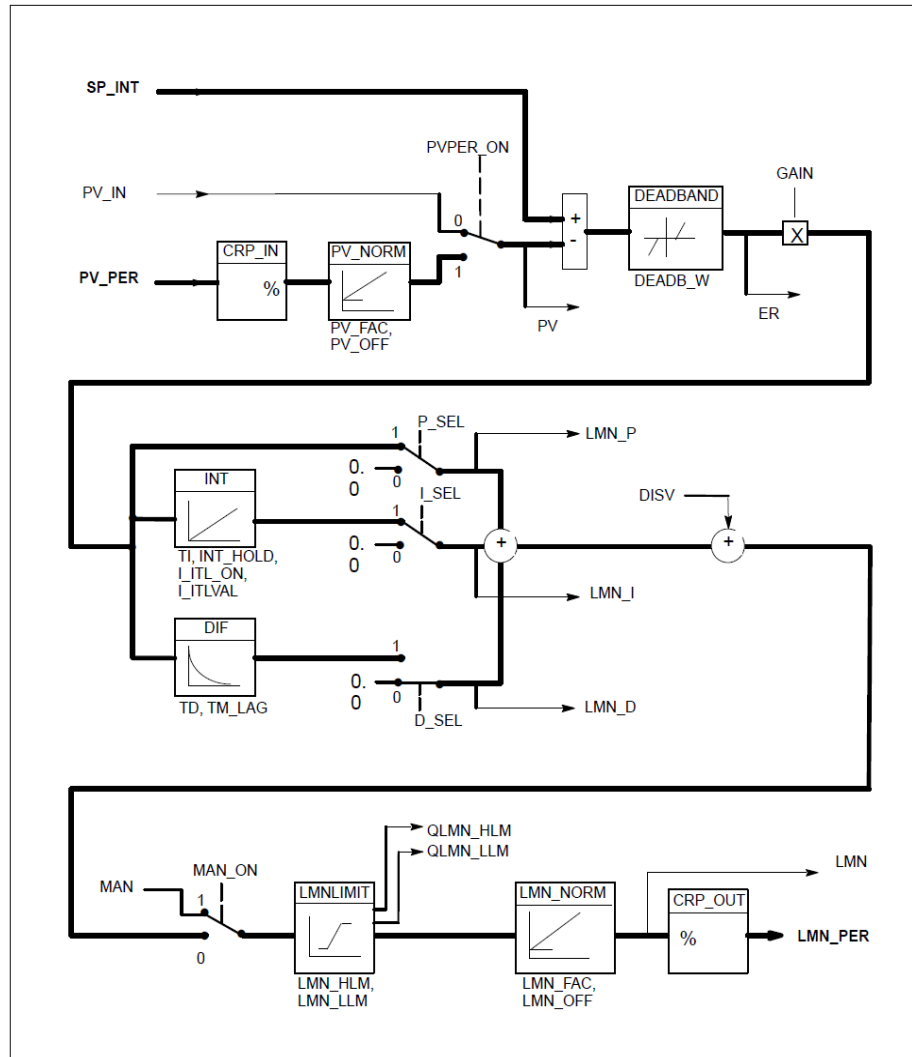 SP_INT
PVPER_ON
GAIN
PV_IN
DEADBAND
0
+
-
X
CRP_IN
PV_NORM
PV_PER
%
1
DEADB_W
ER
PV_FAC,
PV_OFF
PV
P_SEL
1
LMN_P
0.
0
0
INT
I_SEL
DISV
1
0.
0
0
+
+
TI, INT_HOLD,
I_ITL_ON,
I_ITLVAL
LMN_I
DIF
1
0.
0
0
TD, TM_LAG
D_SEL
LMN_D
QLMN_HLM
QLMN_LLM
MAN_ON
LMN
MAN
LMNLIMIT
LMN_NORM
CRP_OUT
1
%
LMN_PER
0
LMN_HLM,
LMN_LLM
LMN_FAC,
LMN_OFF